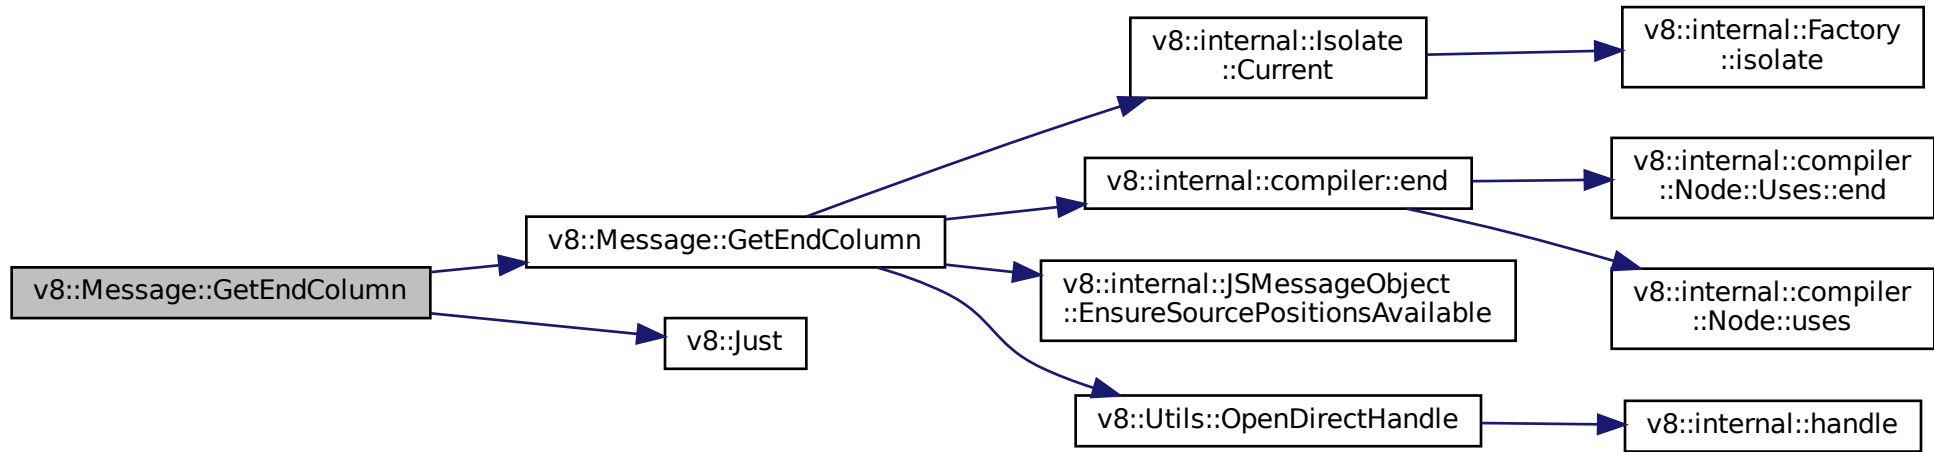 v8::Message::GetEndColumn
v8::Message::GetEndColumn
v8::Just
v8::internal::Isolate
::Current
v8::internal::compiler::end
v8::internal::JSMessageObject
::EnsureSourcePositionsAvailable
v8::Utils::OpenDirectHandle
v8::internal::Factory
::isolate
v8::internal::compiler
::Node::Uses::end
v8::internal::compiler
::Node::uses
v8::internal::handle